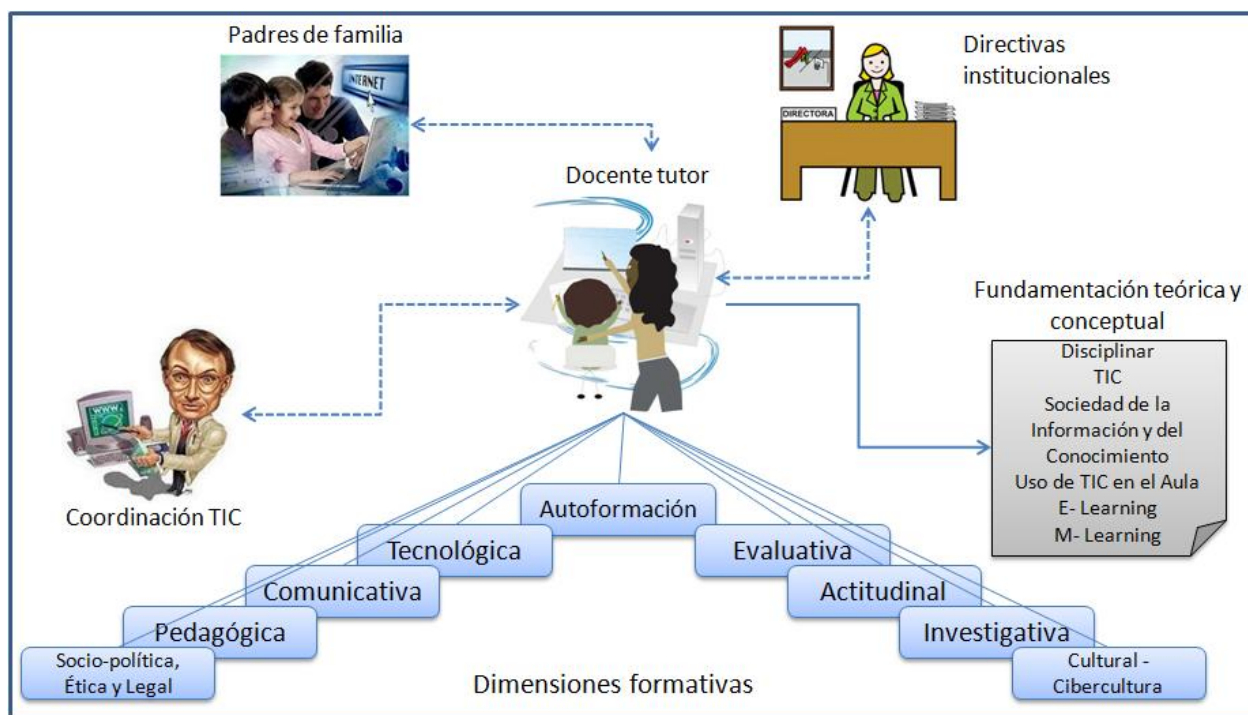 Padres de familia
INTERNET
Directivas
institucionales
DIRECTORA
Docente tutor
Fundamentación teórica y
conceptual
Disciplinar
TIC
Sociedad de la
Información y del
Conocimiento
Uso de TIC en el Aula
E- Learning
M- Learning
WWW
Coordinación TIC
Autoformación
Tecnológica
Evaluativa
Comunicativa
Actitudinal
Pedagógica
Investigativa
Socio-política,
Ética y Legal
Cultural -
Cibercultura
Dimensiones formativas